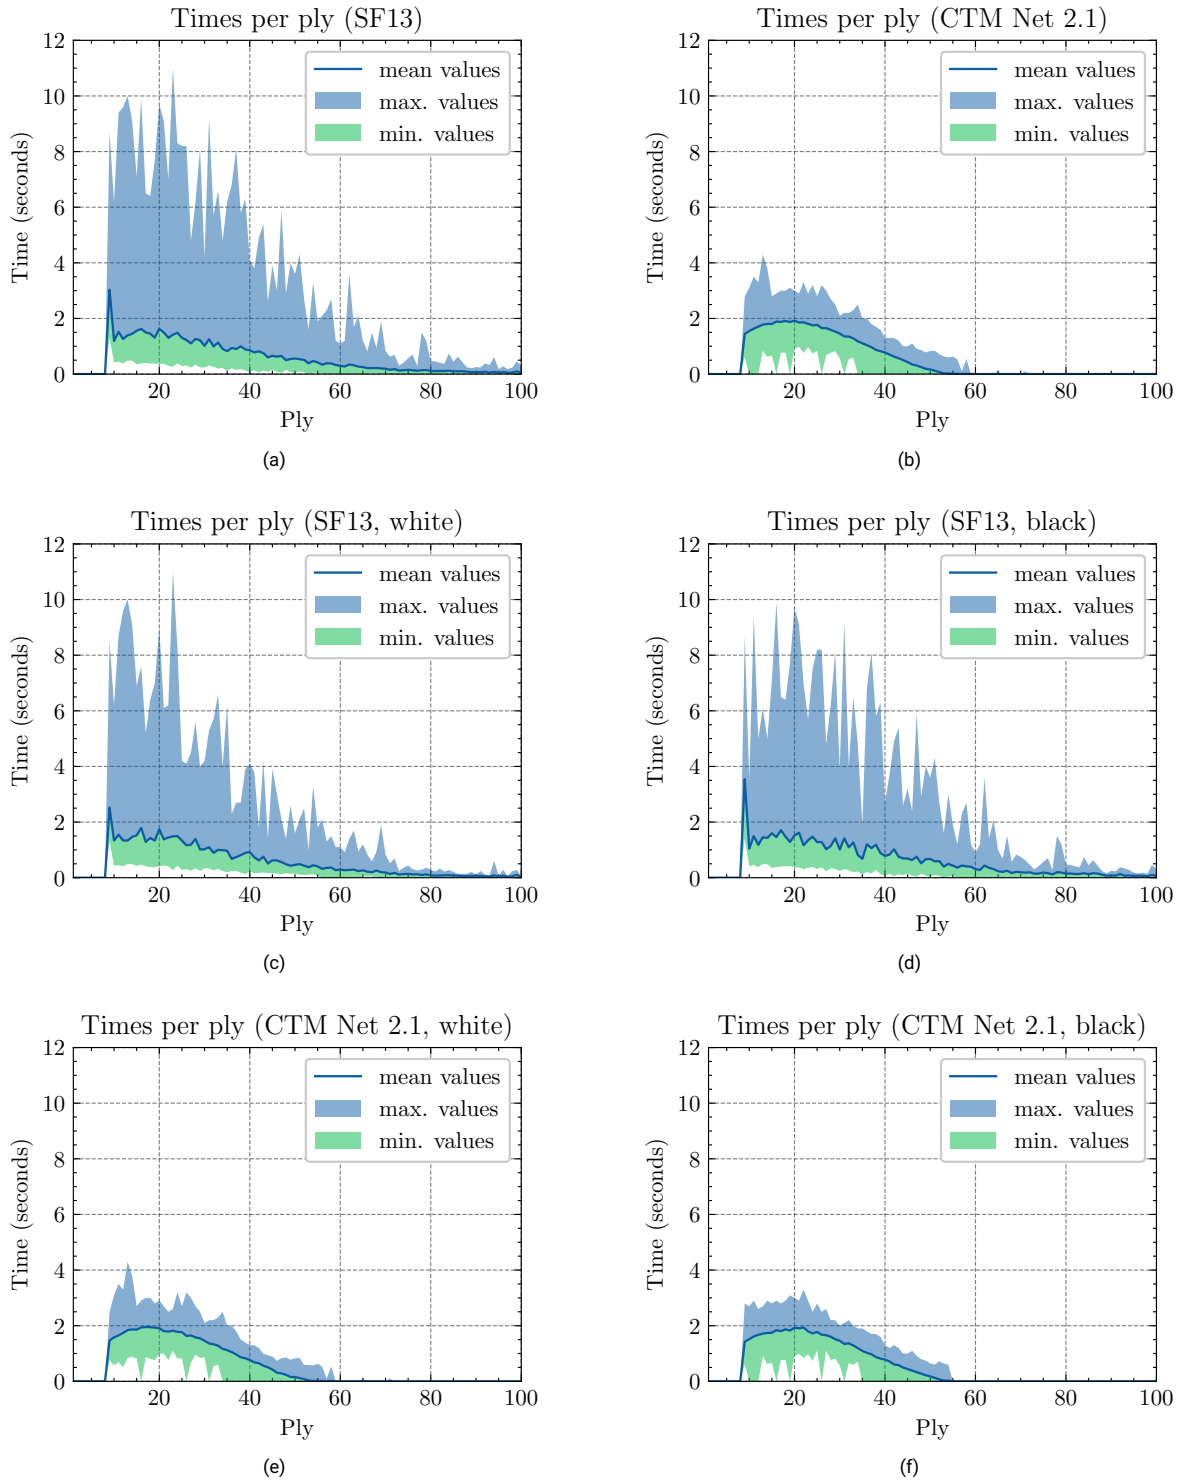 Times per ply (SF13)
12
10
8
6
4
2
0
Time (seconds)
mean values
max. values
min. values
20
40
60
80
100
Ply
(a)
Times per ply (CTM Net 2.1)
12
10
8
6
4
2
0
Time (seconds)
mean values
max. values
min. values
20
40
60
80
100
Ply
(b)
Times per ply (SF13, white)
12
10
8
6
4
2
0
Time (seconds)
mean values
max. values
min. values
20
40
60
80
100
Ply
(c)
Times per ply (SF13, black)
12
10
8
6
4
2
0
Time (seconds)
mean values
max. values
min. values
20
40
60
80
100
Ply
(d)
Times per ply (CTM Net 2.1, white)
12
10
8
6
4
2
0
Time (seconds)
mean values
max. values
min. values
20
40
60
80
100
Ply
(e)
Times per ply (CTM Net 2.1, black)
12
10
8
6
4
2
0
Time (seconds)
mean values
max. values
min. values
20
40
60
80
100
Ply
(f)